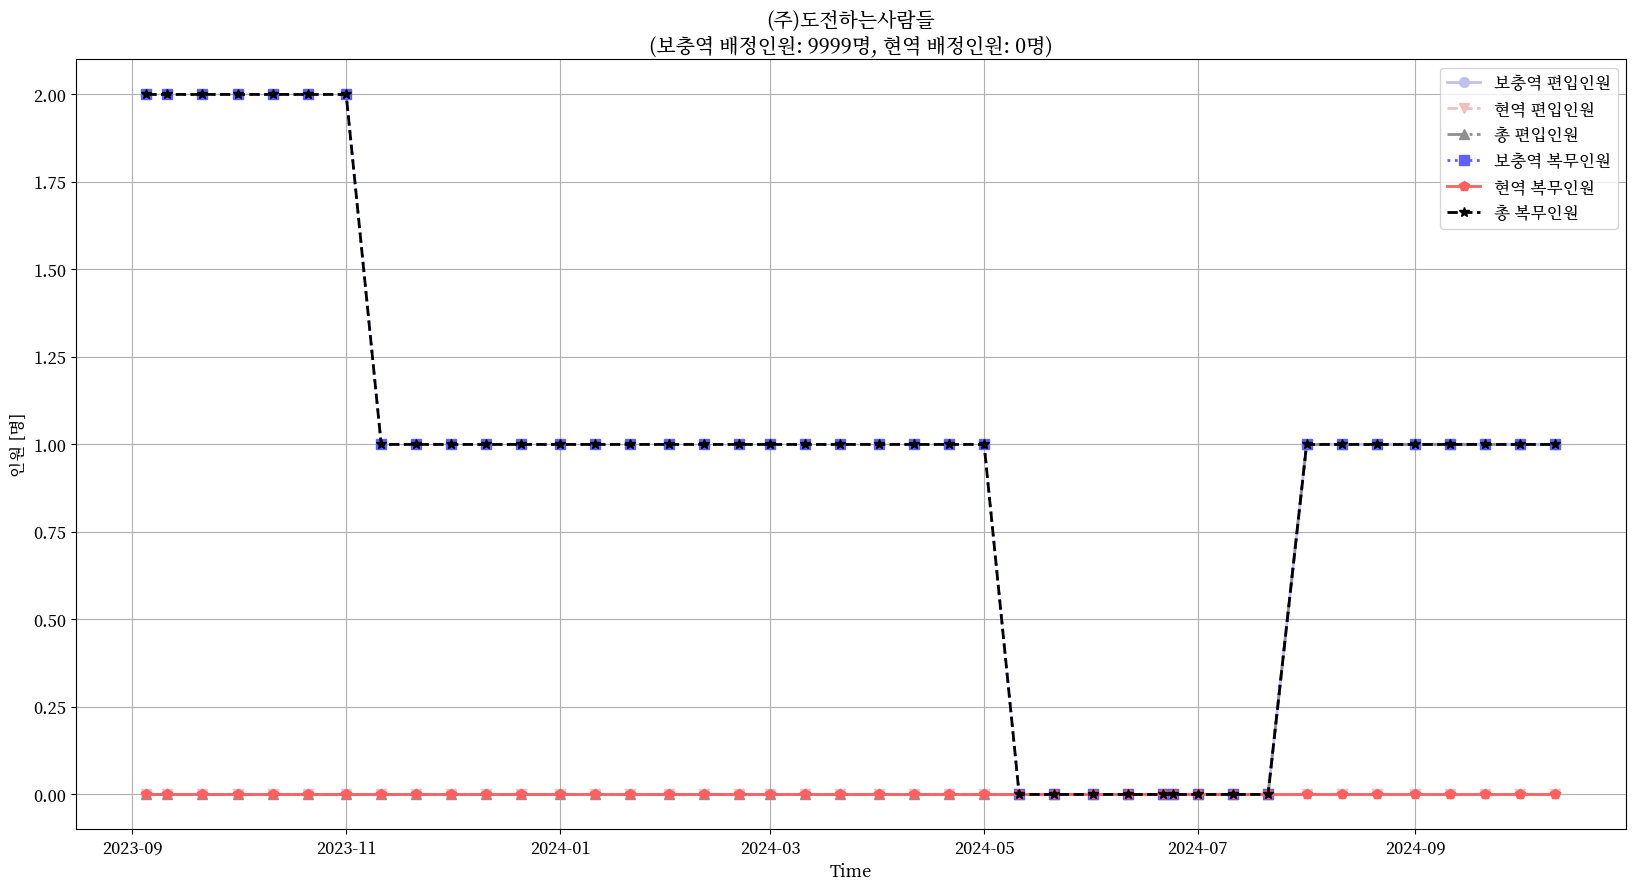 (주)도전하는사람들
(보충역 배정인원: 9999명, 현역 배정인원: 0명)
2.00
1.75
1.50
1.25
1.00
0.75
0.50
0.25
0.00
인원 [명]
보충역 편입인원
현역 편입인원
총 편입인원
보충역 복무인원
현역 복무인원
총 복무인원
2023-09
2023-11
2024-01
2024-03
2024-05
2024-07
2024-09
Time